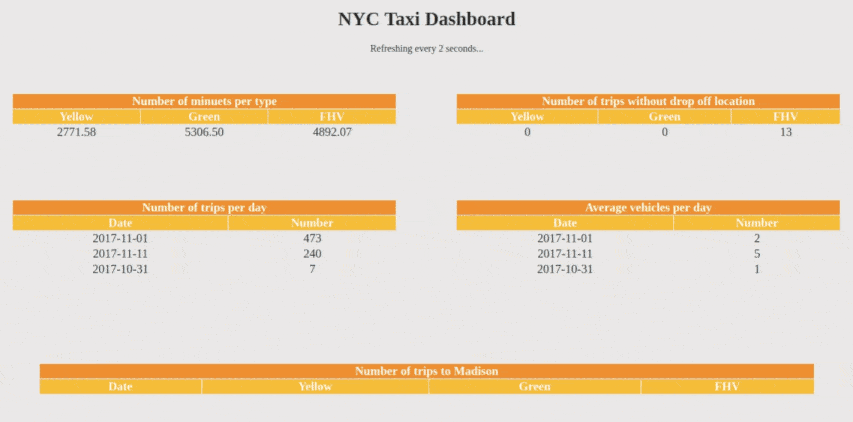 NYC Taxi Dashboard
Refreshing every 2 seconds...
Number of minuets per type
Yellow Green FHV
2771.58 5306.50 4892.07
Number of trips without drop off location
Yellow Green FHV
0 0 13
Number of trips per day
Date Number
2017-11-01 473
2017-11-11 240
2017-10-31 7
Average vehicles per day
Date Number
2017-11-01 2
2017-11-11 5
2017-10-31 1
Number of trips to Madison
Date Yellow Green FHV